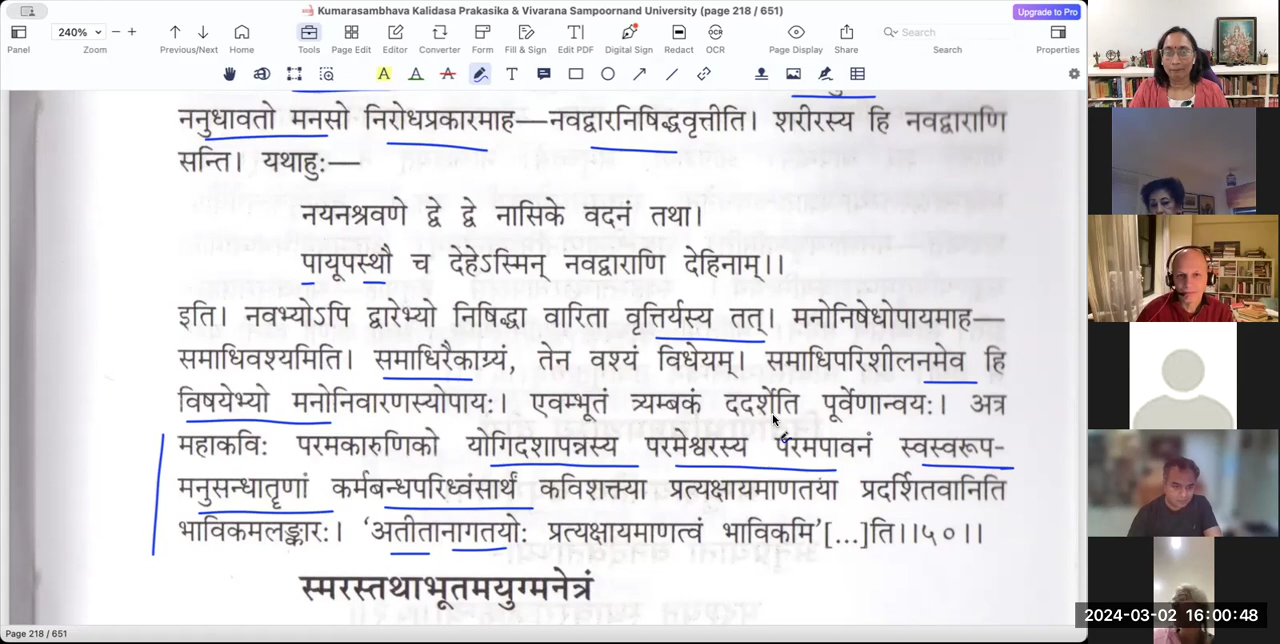 Kumarasambhava Kalidasa Prakasika & Vivarana Sampoornand University (page 218 / 651)
Upgrade to Pro
240%
Search
Panel Zoom Previous/Next Home Tools Page Edit Editor Converter Form Fill & Sign Edit PDF Digital Sign Redact OCR Page Display Share Search Properties
ननुधावतो मनसो निरोधप्रकारमाह—नवद्वारनिषिद्धवृत्तीति। शरीरस्य हि नवद्वाराणि
सन्ति। यथाहुः—
नयनश्रवणे द्वे द्वे नासिके वदनं तथा।
पायूपस्थौ च देहेऽस्मिन् नवद्वाराणि देहिनाम्।।
इति। नवभ्योऽपि द्वारेभ्यो निषिद्धा वारिता वृत्तिर्यस्य तत्। मनोनिषेधोपायमाह—
समाधिवश्यमिति। समाधिरैकाग्र्यं, तेन वश्यं विधेयम्। समाधिपरिशीलनमेव हि
विषयेभ्यो मनोनिवारणस्योपायः। एवम्भूतं त्र्यम्बकं ददर्शेति पूर्वेणान्वयः। अत्र
महाकविः परमकारुणिको योगिदशापन्नस्य परमेश्वरस्य परमपावनं स्वस्वरूप-
मनुसन्धातॄणां कर्मबन्धपरिध्वंसार्थं कविशक्त्या प्रत्यक्षायमाणतया प्रदर्शितवानिति
भाविकमलङ्कारः। 'अतीतानागतयोः प्रत्यक्षायमाणत्वं भाविकमि'[...]ति।।५०।।
स्मरस्तथाभूतमयुग्मनेत्रं
Page 218 / 651
2024-03-02 16:00:48